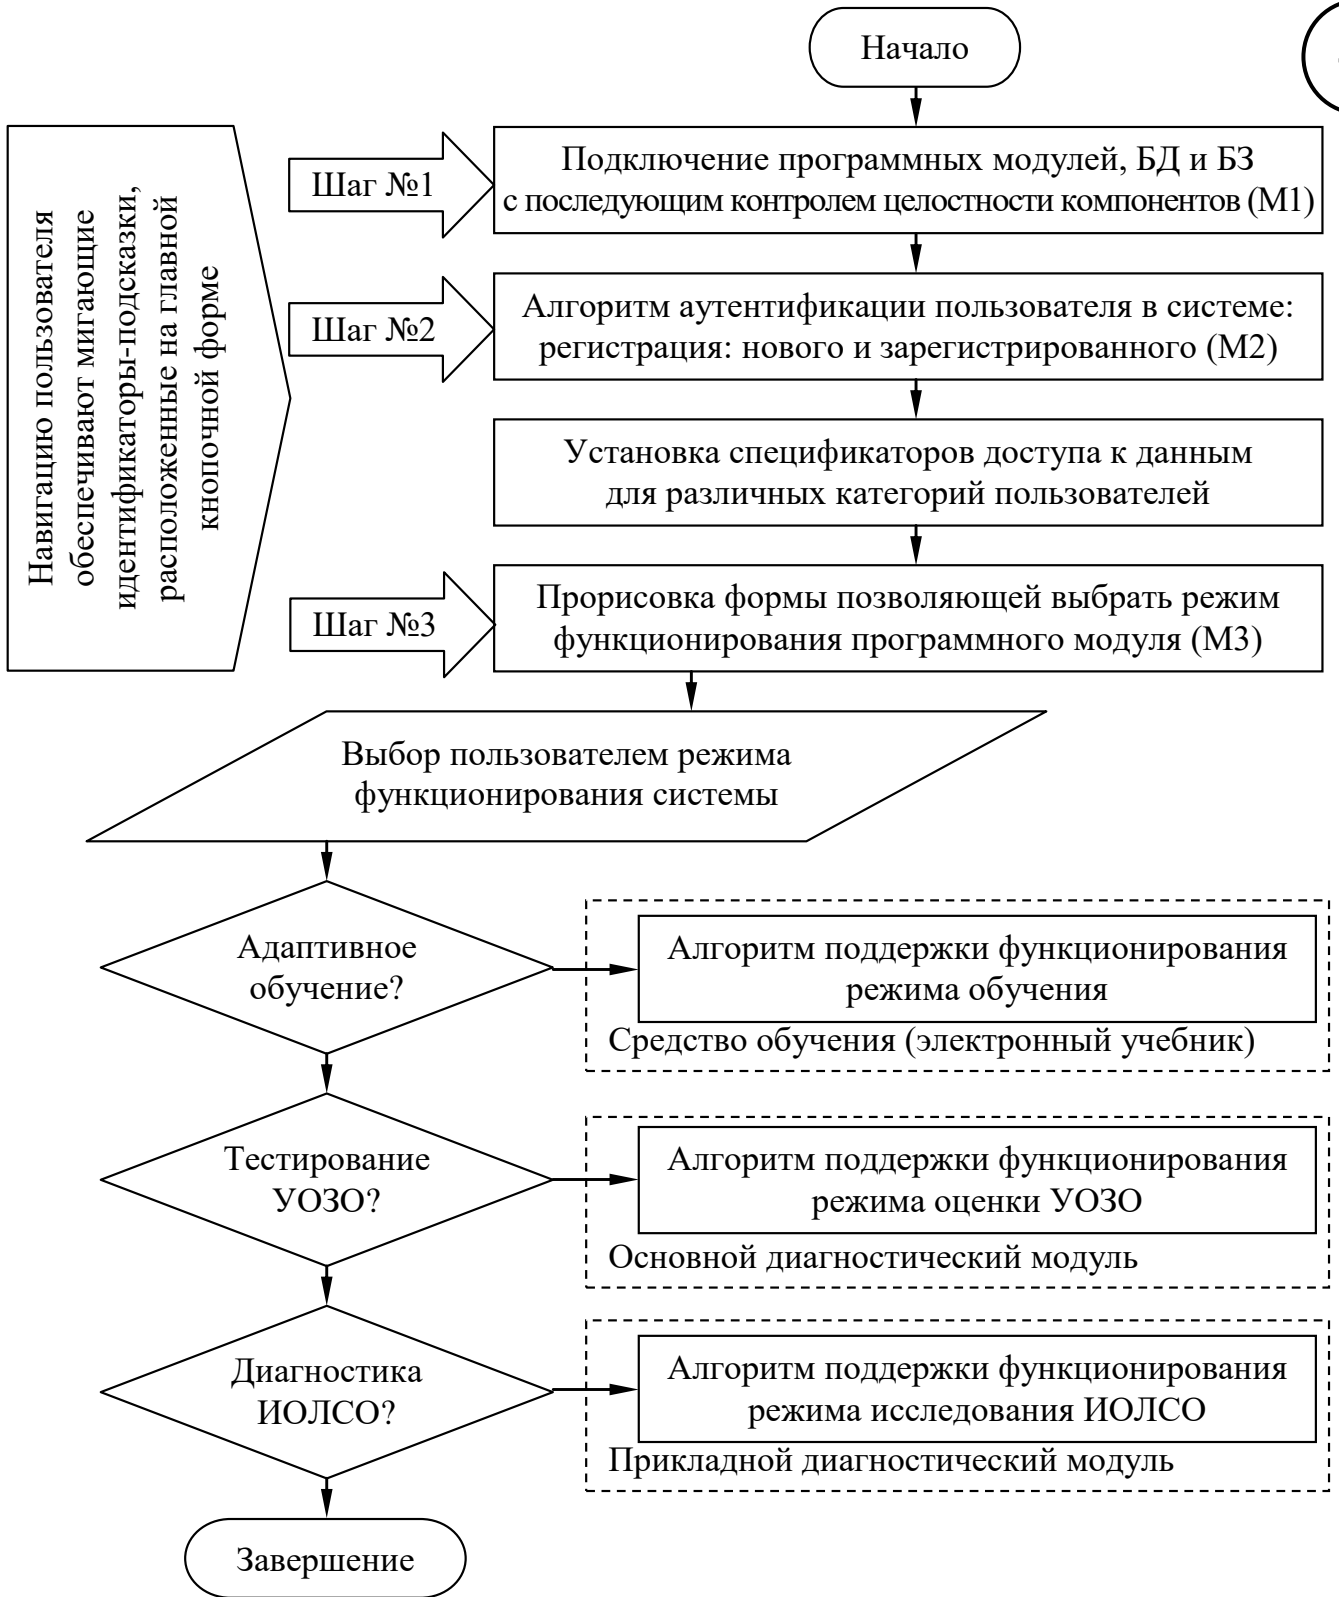 Начало
Навигацию пользователя
обеспечивают мигающие
идентификаторы-подсказки,
расположенные на главной
кнопочной форме
Шаг №1
Подключение программных модулей, БД и БЗ
с последующим контролем целостности компонентов (М1)
Шаг №2
Алгоритм аутентификации пользователя в системе:
регистрация: нового и зарегистрированного (М2)
Установка спецификаторов доступа к данным
для различных категорий пользователей
Шаг №3
Прорисовка формы позволяющей выбрать режим
функционирования программного модуля (М3)
Выбор пользователем режима
функционирования системы
Адаптивное
обучение?
Алгоритм поддержки функционирования
режима обучения
Средство обучения (электронный учебник)
Тестирование
УОЗО?
Алгоритм поддержки функционирования
режима оценки УОЗО
Основной диагностический модуль
Диагностика
ИОЛСО?
Алгоритм поддержки функционирования
режима исследования ИОЛСО
Прикладной диагностический модуль
Завершение